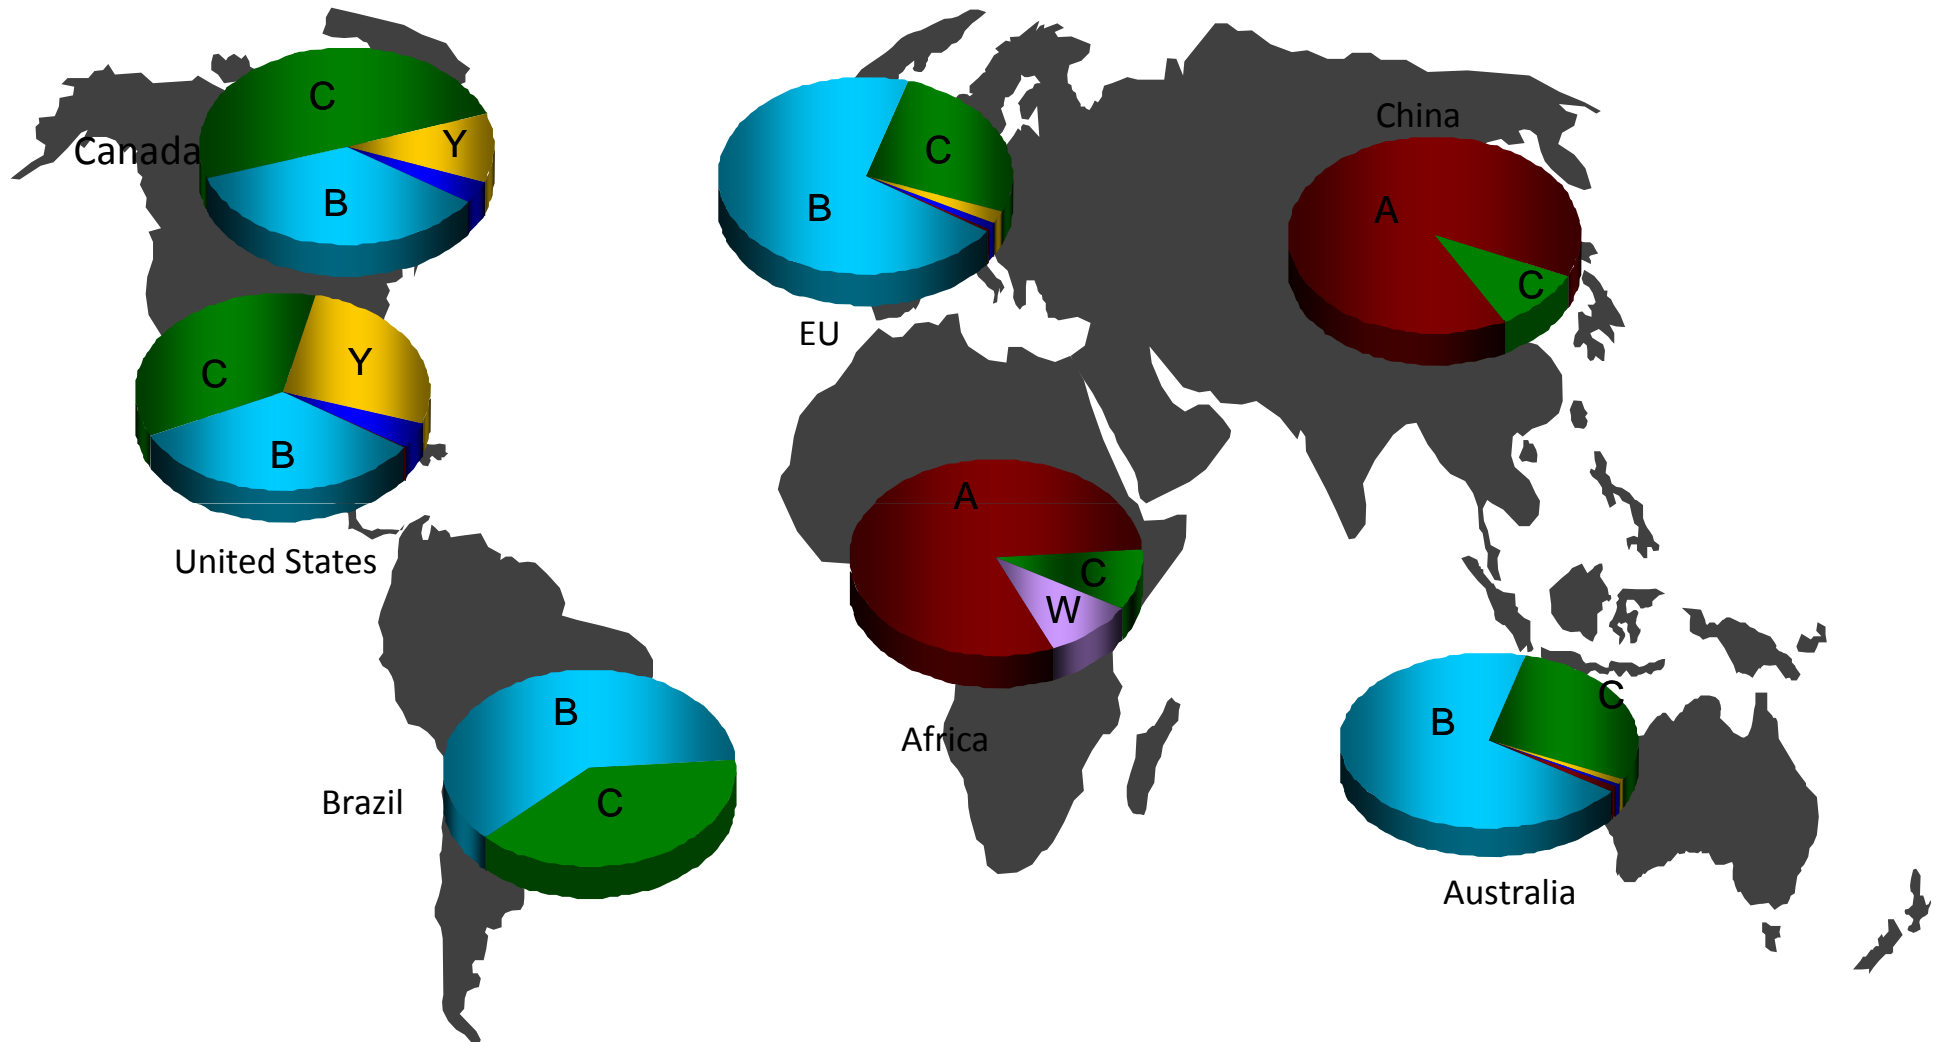 C
Canada
Y
B
C
B
EU
China
A
C
C
Y
B
United States
A
C
W
Africa
B
C
Brazil
B
C
Australia